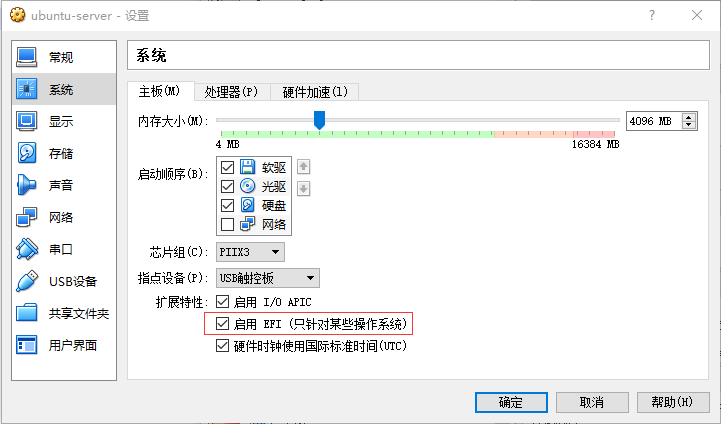 ubuntu-server - 设置
?
常规
系统
显示
存储
声音
网络
串口
USB设备
共享文件夹
用户界面
系统
主板(M) 处理器(P) 硬件加速(l)
内存大小(M): 4096 MB
4 MB 16384 MB
启动顺序(B): 软驱
光驱
硬盘
网络
芯片组(C): PIIX3
指点设备(P): USB触控板
扩展特性: 启用 I/O APIC
启用 EFI (只针对某些操作系统)
硬件时钟使用国际标准时间(UTC)
确定 取消 帮助(H)